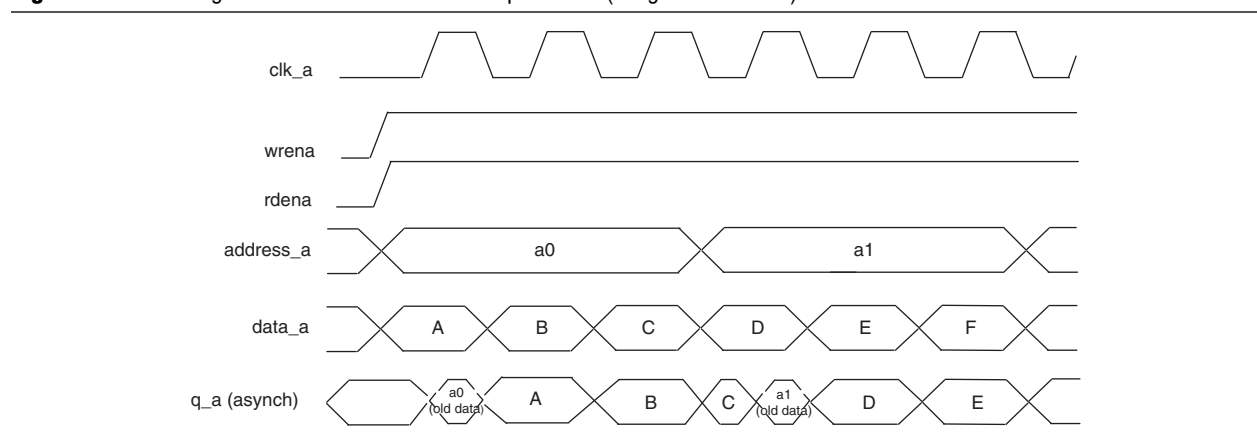 clk_a
wrena
rdena
address_a a0 a1
data_a A B C D E F
q_a (asynch) a0 (old data) A B C a1 (old data) D E